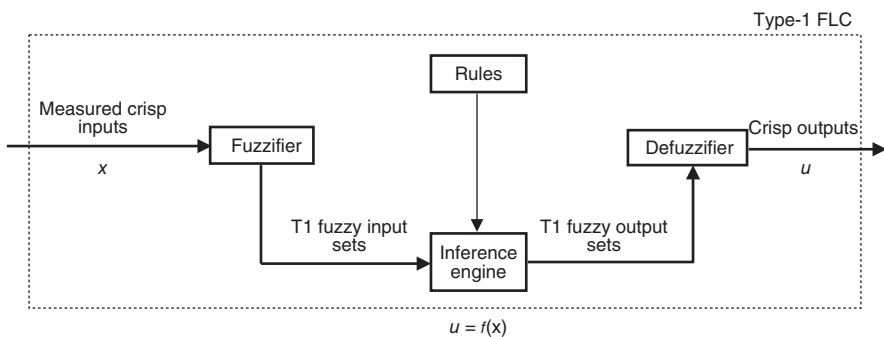 Type-1 FLC
Rules
Measured crisp
inputs
x
Fuzzifier
Defuzzifier
Crisp outputs
u
T1 fuzzy input
sets
Inference
engine
T1 fuzzy output
sets
u = f(x)